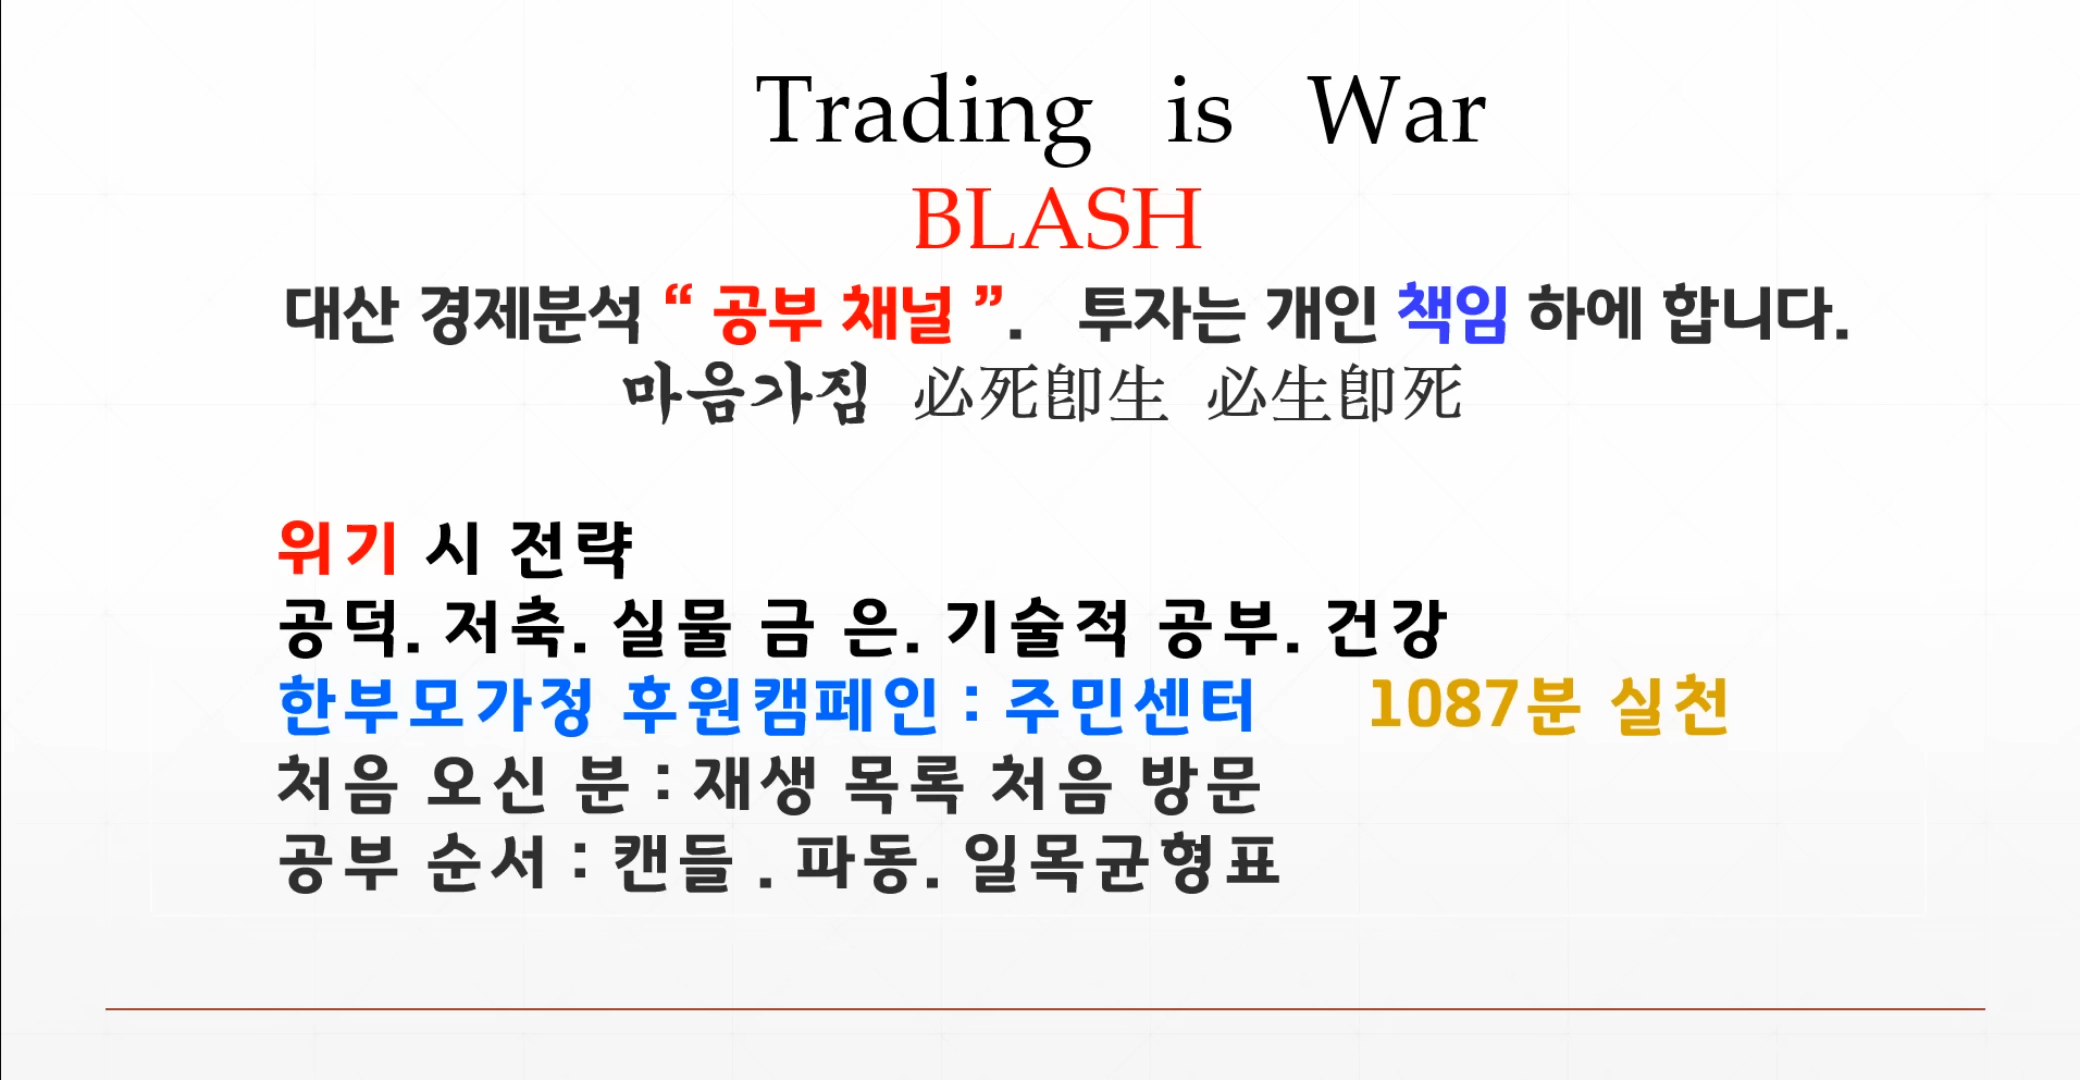 Trading is War
BLASH
대산 경제분석 “ 공부 채널 ”. 투자는 개인 책임 하에 합니다.
마음가짐 必死卽生 必生卽死
위기 시 전략
공덕. 저축. 실물 금 은. 기술적 공부. 건강
한부모가정 후원캠페인 : 주민센터 1087분 실천
처음 오신 분 : 재생 목록 처음 방문
공부 순서 : 캔들 . 파동. 일목균형표